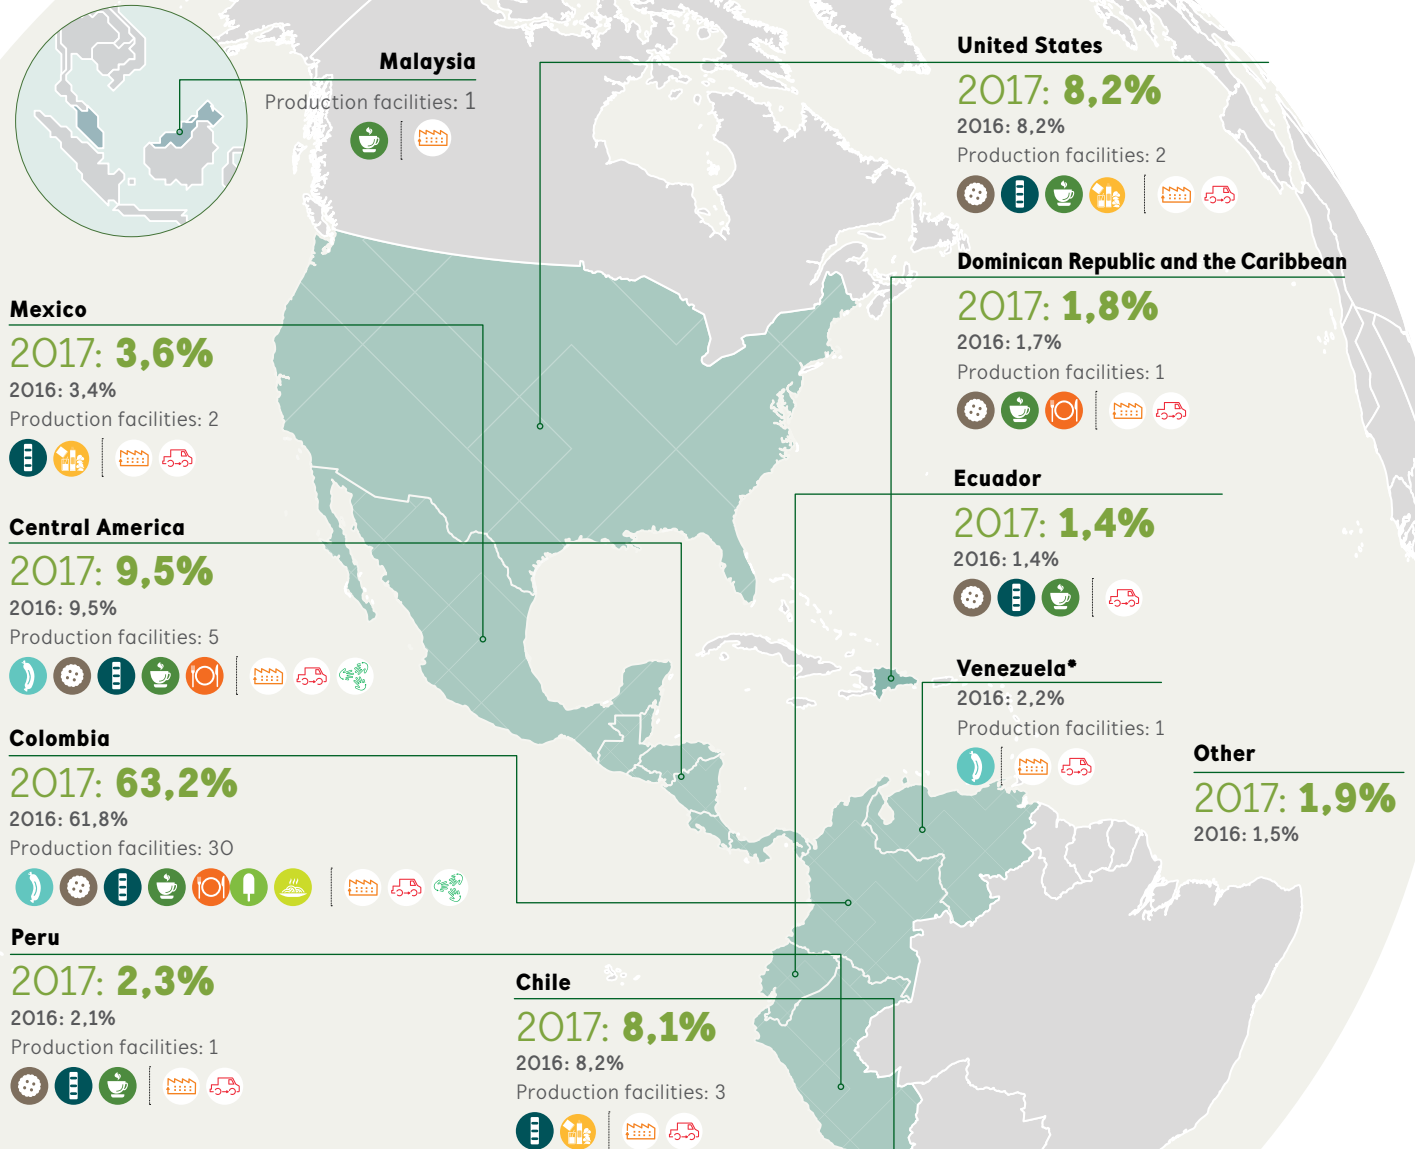 Malaysia
Production facilities: 1
United States
2017: 8,2%
2016: 8,2%
Production facilities: 2
Dominican Republic and the Caribbean
2017: 1,8%
2016: 1,7%
Production facilities: 1
Mexico
2017: 3,6%
2016: 3,4%
Production facilities: 2
Ecuador
2017: 1,4%
2016: 1,4%
Central America
2017: 9,5%
2016: 9,5%
Production facilities: 5
Venezuela*
2016: 2,2%
Production facilities: 1
Other
2017: 1,9%
2016: 1,5%
Colombia
2017: 63,2%
2016: 61,8%
Production facilities: 30
Peru
2017: 2,3%
2016: 2,1%
Production facilities: 1
Chile
2017: 8,1%
2016: 8,2%
Production facilities: 3